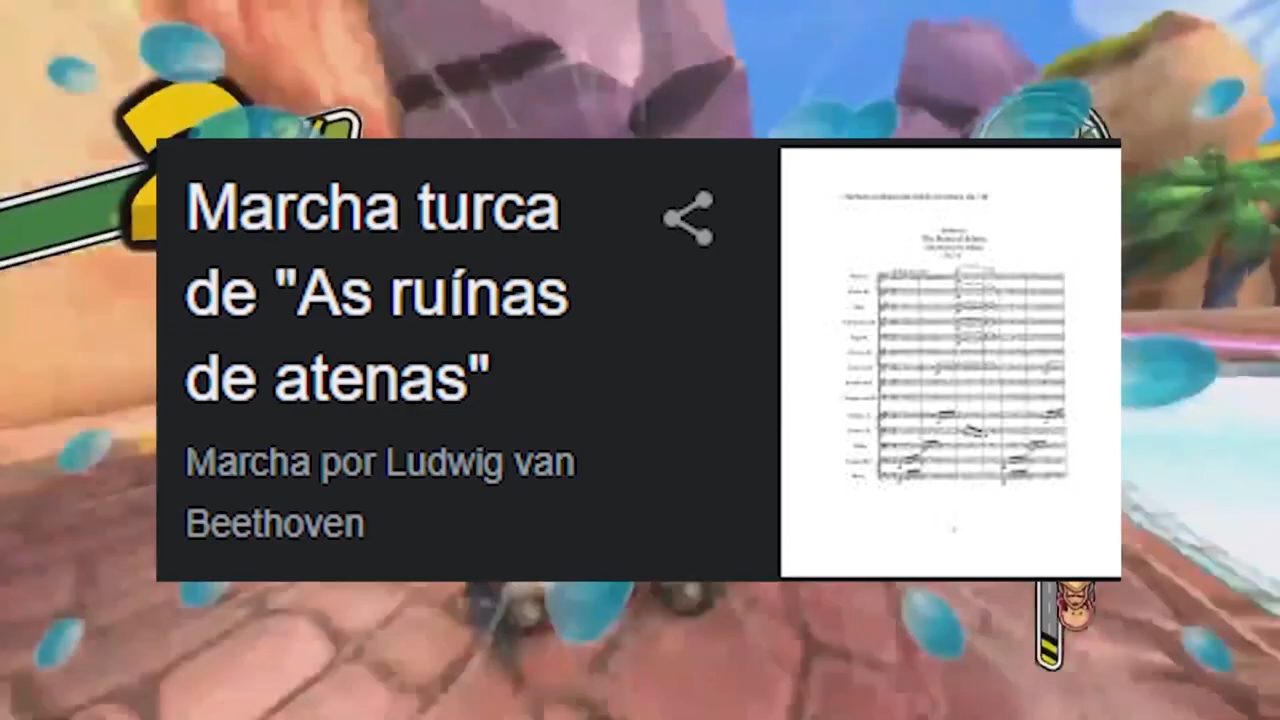 Marcha turca
de "As ruínas
de atenas"
Marcha por Ludwig van
Beethoven